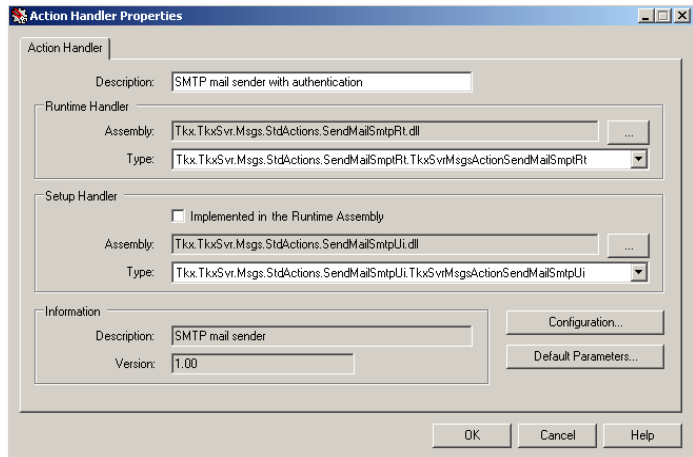 Action Handler Properties
Action Handler
Description: SMTP mail sender with authentication
Runtime Handler
Assembly: Tkx.TkxSvr.Msgs.StdActions.SendMailSmtpRt.dll ...
Type: Tkx.TkxSvr.Msgs.StdActions.SendMailSmptRt.TkxSvrMsgsActionSendMailSmptRt
Setup Handler
Implemented in the Runtime Assembly
Assembly: Tkx.TkxSvr.Msgs.StdActions.SendMailSmtpUi.dll ...
Type: Tkx.TkxSvr.Msgs.StdActions.SendMailSmtpUi.TkxSvrMsgsActionSendMailSmtpUi
Information
Description: SMTP mail sender
Version: 1.00
Configuration...
Default Parameters...
OK Cancel Help